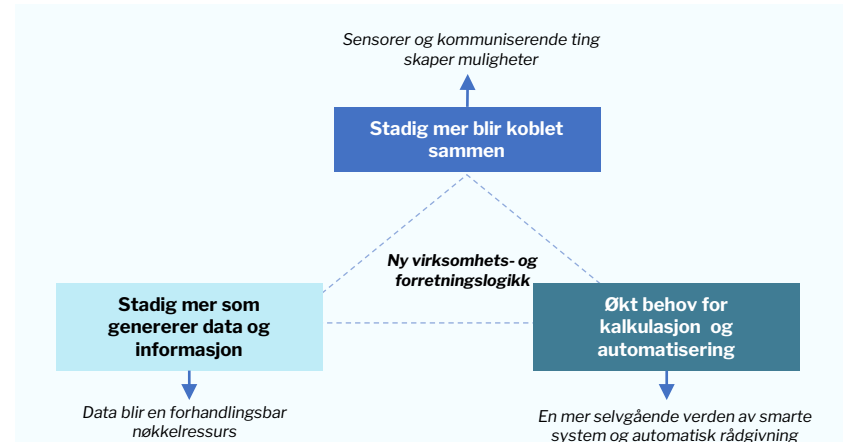 Sensorer og kommuniserende ting
skaper muligheter
Stadig mer blir koblet
sammen
Ny virksomhets- og
forretningslogikk
Stadig mer som
genererer data og
informasjon
Økt behov for
kalkulasjon  og
automatisering
Data blir en forhandlingsbar
nøkkelressurs
En mer selvgående verden av smarte
system og automatisk rådgivning